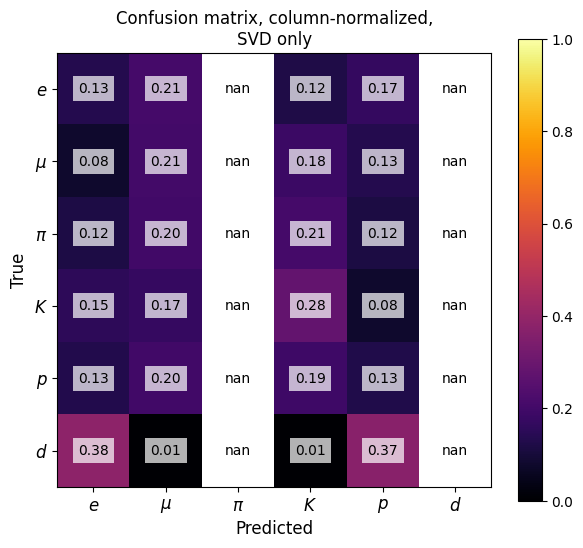 Confusion matrix, column-normalized,
SVD only
e 0.13 0.21 nan 0.12 0.17 nan
μ 0.08 0.21 nan 0.18 0.13 nan
π 0.12 0.20 nan 0.21 0.12 nan
K 0.15 0.17 nan 0.28 0.08 nan
p 0.13 0.20 nan 0.19 0.13 nan
d 0.38 0.01 nan 0.01 0.37 nan
e μ π K p d
Predicted
True
1.0
0.8
0.6
0.4
0.2
0.0